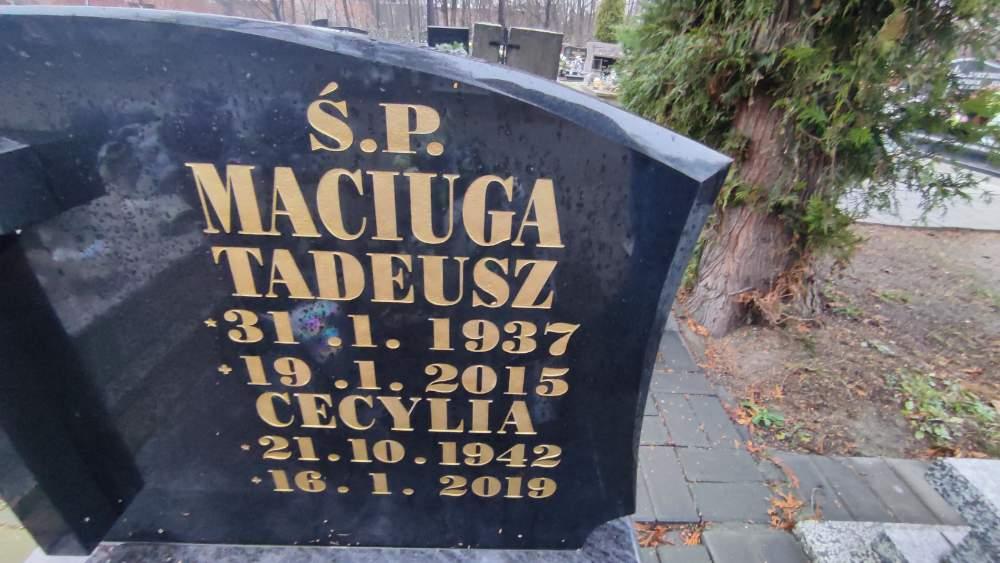 Ś.P.
MACIUGA
TADEUSZ
*31.1.1937
+19.1.2015
CECYLIA
*21.10.1942
+16.1.2019